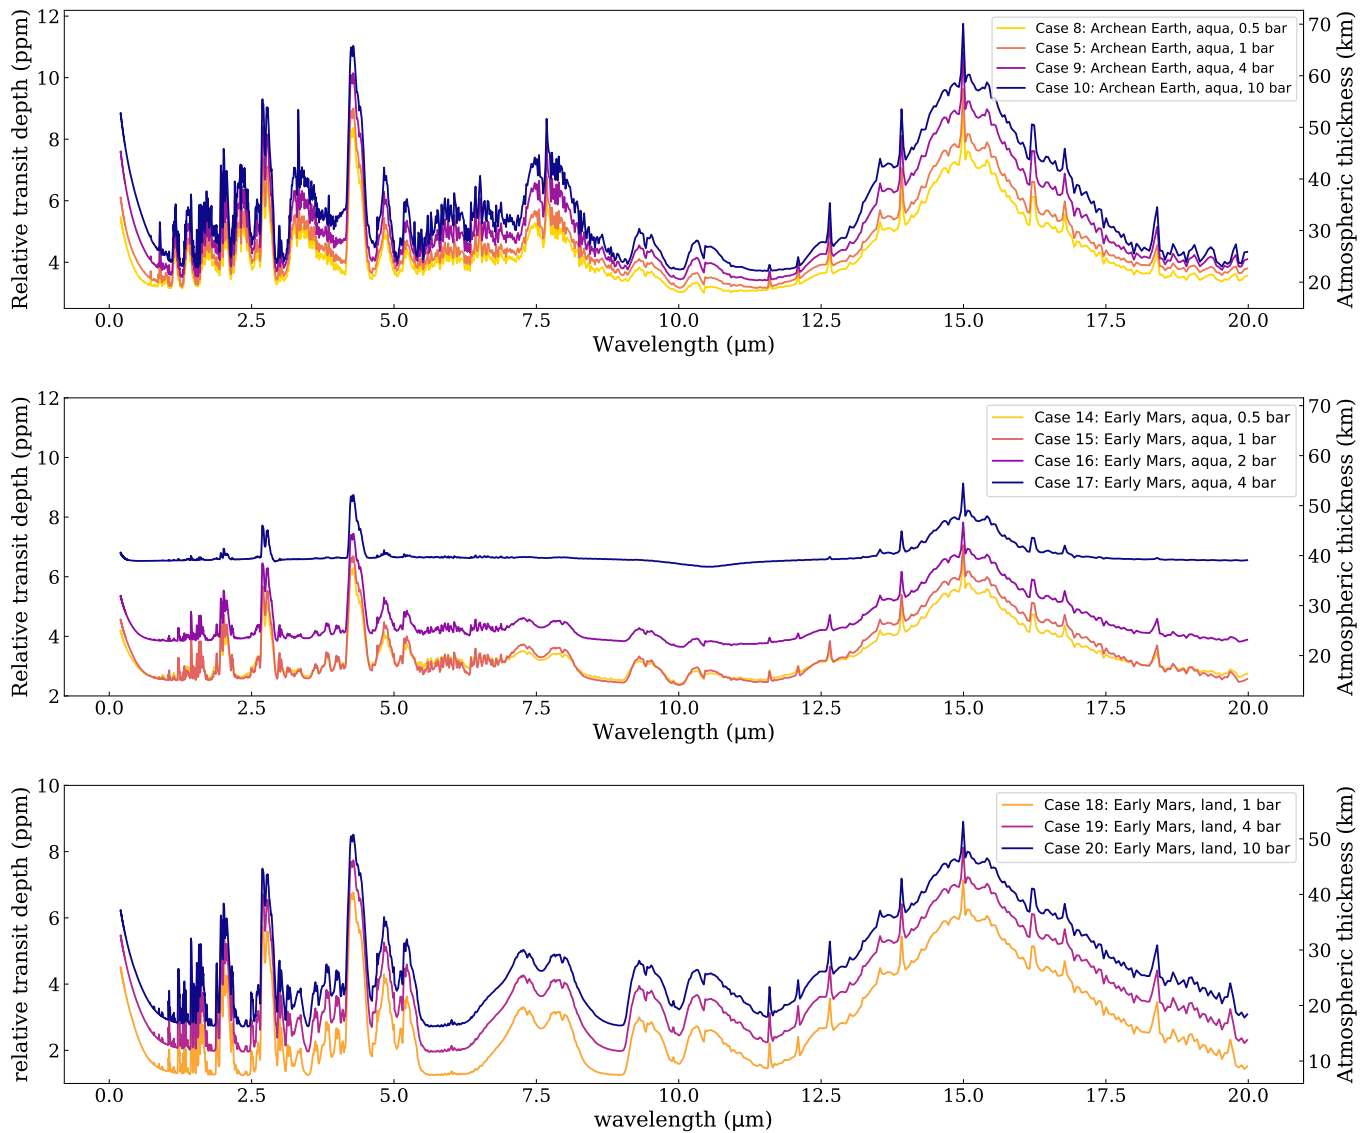 Relative transit depth (ppm)
12
10
8
6
4
Case 8: Archean Earth, aqua, 0.5 bar
Case 5: Archean Earth, aqua, 1 bar
Case 9: Archean Earth, aqua, 4 bar
Case 10: Archean Earth, aqua, 10 bar
70
60
50
40
30
20
Atmospheric thickness (km)
0.0 2.5 5.0 7.5 10.0 12.5 15.0 17.5 20.0
Wavelength (μm)
Relative transit depth (ppm)
12
10
8
6
4
2
Case 14: Early Mars, aqua, 0.5 bar
Case 15: Early Mars, aqua, 1 bar
Case 16: Early Mars, aqua, 2 bar
Case 17: Early Mars, aqua, 4 bar
70
60
50
40
30
20
Atmospheric thickness (km)
0.0 2.5 5.0 7.5 10.0 12.5 15.0 17.5 20.0
Wavelength (μm)
relative transit depth (ppm)
10
8
6
4
2
Case 18: Early Mars, land, 1 bar
Case 19: Early Mars, land, 4 bar
Case 20: Early Mars, land, 10 bar
50
40
30
20
10
Atmospheric thickness (km)
0.0 2.5 5.0 7.5 10.0 12.5 15.0 17.5 20.0
wavelength (μm)